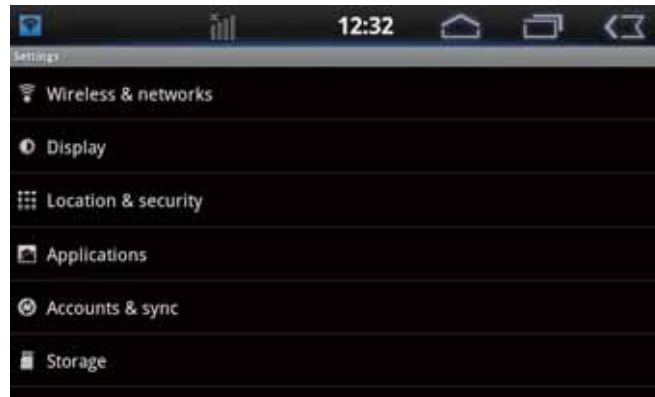 12:32
Settings
Wireless & networks
Display
Location & security
Applications
Accounts & sync
Storage